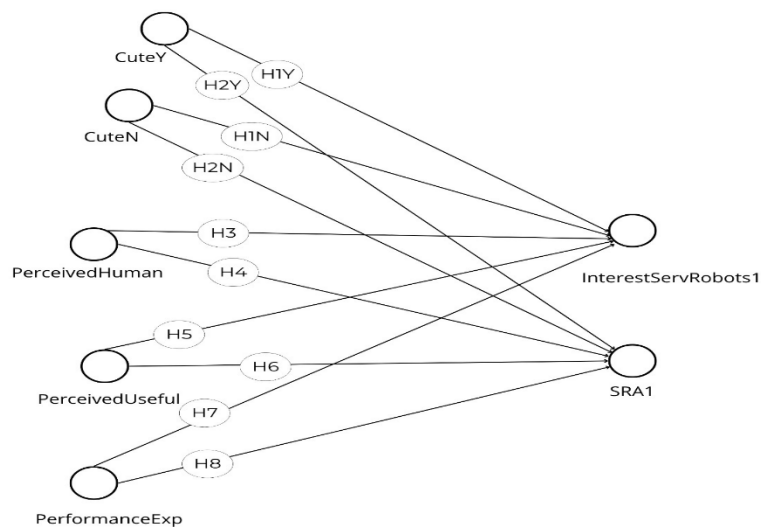 CuteY
H1Y
H2Y
CuteN
H1N
H2N
H3
PerceivedHuman
H4
InterestServRobots1
H5
H6
PerceivedUseful
SRA1
H7
H8
PerformanceExp